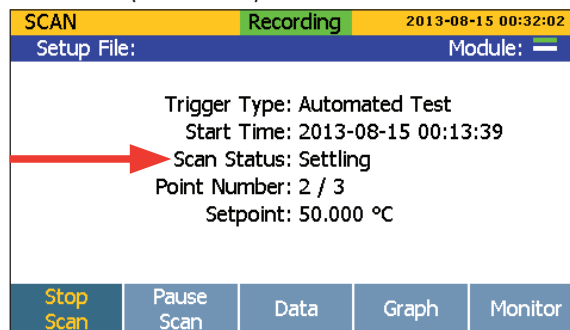 SCAN Recording 2013-08-15 00:32:02
Setup File: Module:
Trigger Type: Automated Test
Start Time: 2013-08-15 00:13:39
Scan Status: Settling
Point Number: 2 / 3
Setpoint: 50.000 °C
Stop Scan
Pause Scan
Data
Graph
Monitor